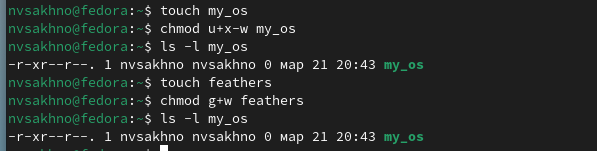 nvsakhno@fedora:~$ touch my_os
nvsakhno@fedora:~$ chmod u+x-w my_os
nvsakhno@fedora:~$ ls -l my_os
-r-xr--r--. 1 nvsakhno nvsakhno 0 мар 21 20:43 my_os
nvsakhno@fedora:~$ touch feathers
nvsakhno@fedora:~$ chmod g+w feathers
nvsakhno@fedora:~$ ls -l my_os
-r-xr--r--. 1 nvsakhno nvsakhno 0 мар 21 20:43 my_os